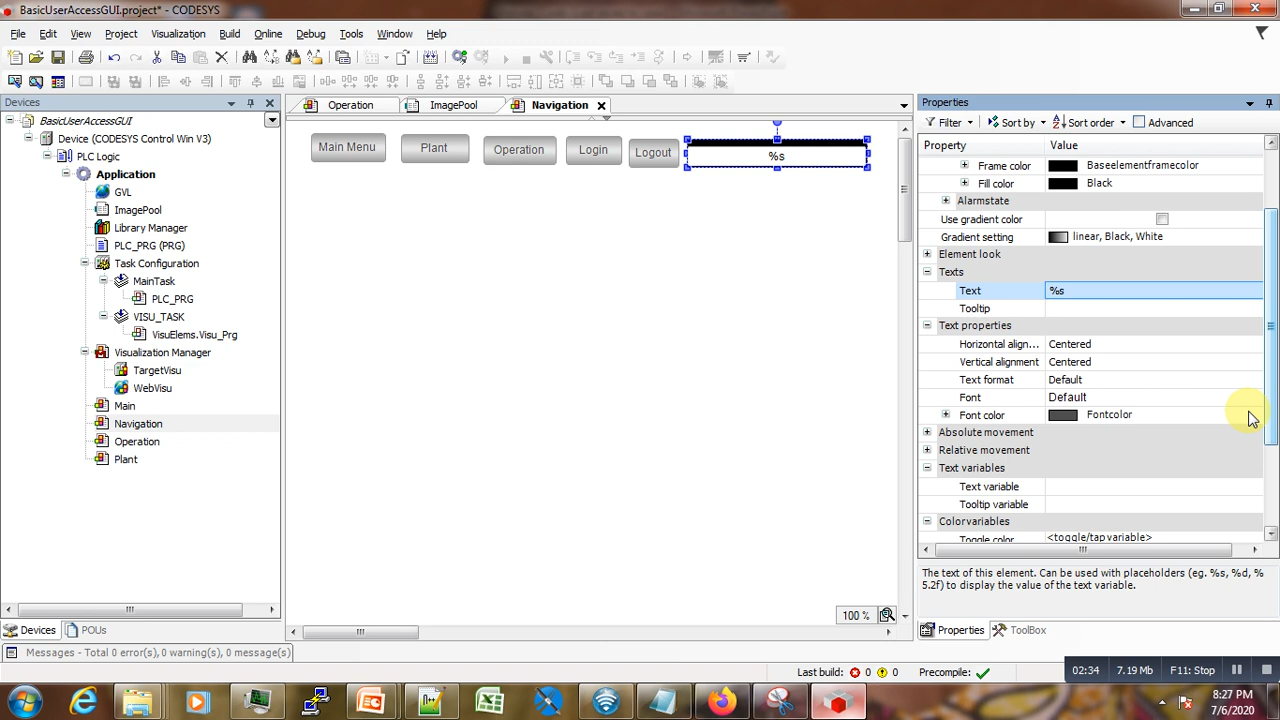 BasicUserAccessGUI.project* - CODESYS
File Edit View Project Visualization Build Online Debug Tools Window Help
Devices
BasicUserAccessGUI
Device (CODESYS Control Win V3)
PLC Logic
Application
GVL
ImagePool
Library Manager
PLC_PRG (PRG)
Task Configuration
MainTask
PLC_PRG
VISU_TASK
VisuElems.Visu_Prg
Visualization Manager
TargetVisu
WebVisu
Main
Navigation
Operation
Plant
Devices POUs
Operation ImagePool Navigation
Main Menu Plant Operation Login Logout %s
100 %
Properties
Filter Sort by Sort order Advanced
Property Value
Frame color Baseelementframecolor
Fill color Black
Alarmstate
Use gradient color
Gradient setting linear, Black, White
Element look
Texts
Text %s
Tooltip
Text properties
Horizontal align... Centered
Vertical alignment Centered
Text format Default
Font Default
Font color Fontcolor
Absolute movement
Relative movement
Text variables
Text variable
Tooltip variable
Colorvariables
Toggle color <toggle/tap variable>
The text of this element. Can be used with placeholders (eg. %s, %d, %
5.2f) to display the value of the text variable.
Properties ToolBox
Messages - Total 0 error(s), 0 warning(s), 0 message(s)
Last build: 0 0 Precompile:
02:34 7.19 Mb F11: Stop
8:27 PM
7/6/2020